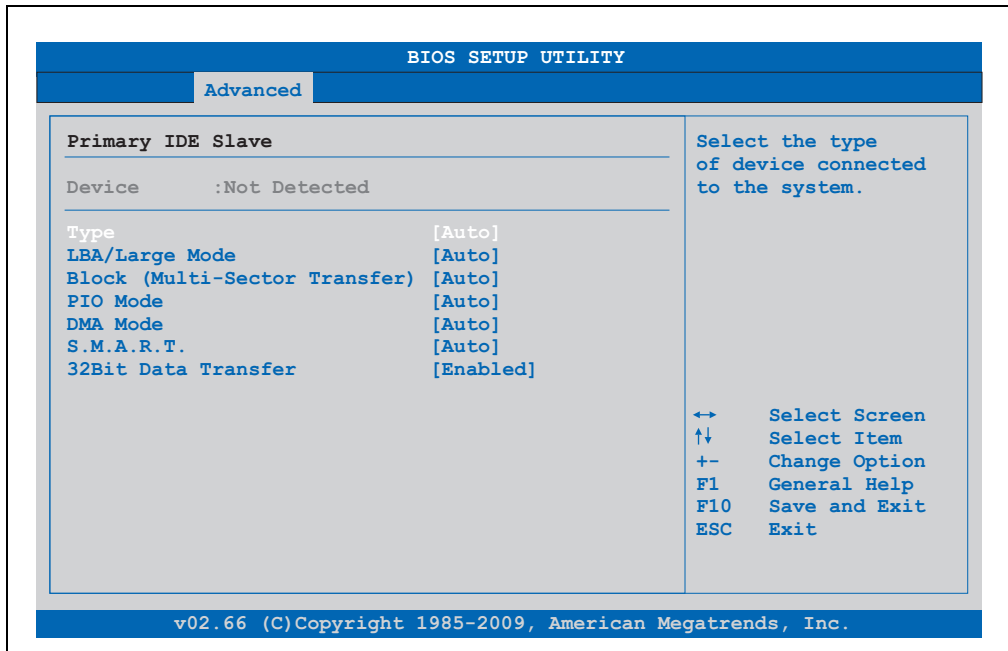 BIOS SETUP UTILITY
Advanced
Primary IDE Slave
Device :Not Detected
Type [Auto]
LBA/Large Mode [Auto]
Block (Multi-Sector Transfer) [Auto]
PIO Mode [Auto]
DMA Mode [Auto]
S.M.A.R.T. [Auto]
32Bit Data Transfer [Enabled]
Select the type
of device connected
to the system.
↔ Select Screen
↑↓ Select Item
+- Change Option
F1 General Help
F10 Save and Exit
ESC Exit
v02.66 (C)Copyright 1985-2009, American Megatrends, Inc.